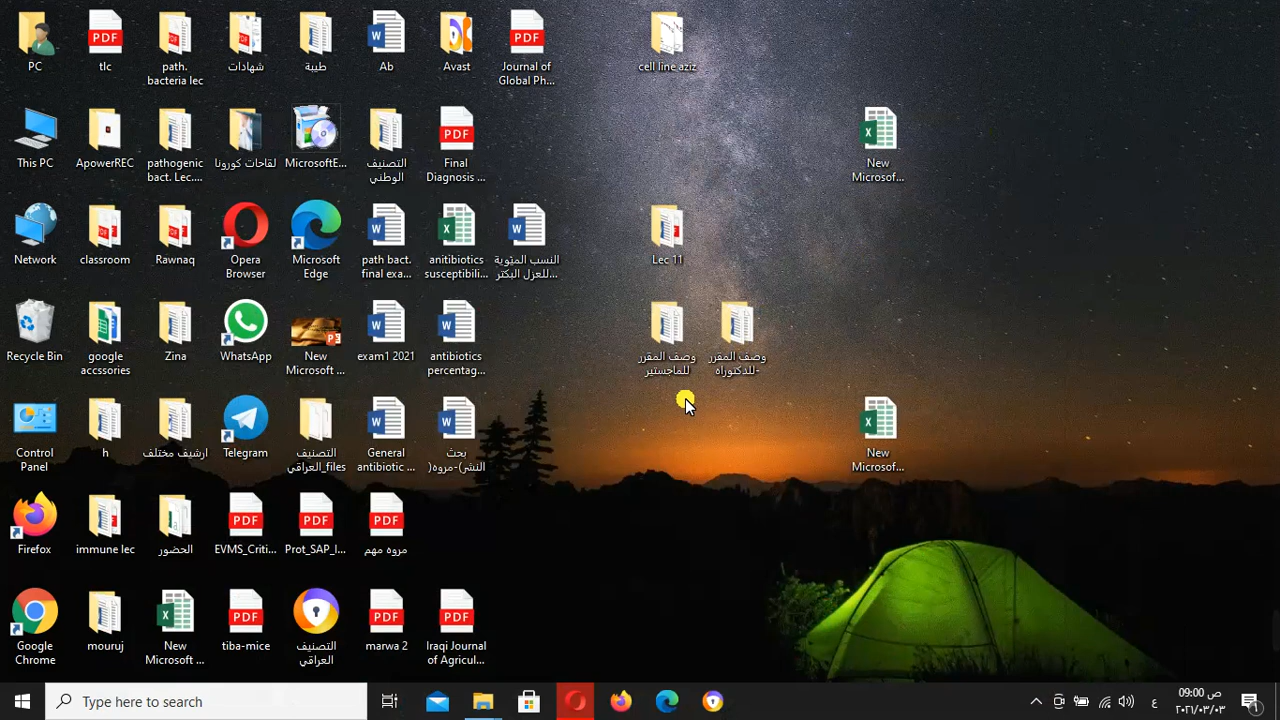 PC
tlc
path.
bacteria lec
شهادات
طيبة
Ab
Avast
Journal of
Global Ph...
cell line aziz
This PC
ApowerREC
pathogenic
bact. Lec....
لقاحات كورونا
MicrosoftE...
التصنيف
الوطني
Final
Diagnosis ...
New
Microsof...
Network
classroom
Rawnaq
Opera
Browser
Microsoft
Edge
path bact.
final exa...
anitibiotics
susceptibili...
النسب المئوية
للعزل البكتر...
Lec 11
Recycle Bin
google
accssories
Zina
WhatsApp
New
Microsoft ...
exam1 2021
antibiotics
percentag...
وصف المقرر
للماجستير
وصف المقرر
للدكتوراه-
Control
Panel
h
ارشيف مختلف
Telegram
التصنيف
العراقي_files
General
antibiotic ...
بحث
النشر)-مروه(
New
Microsof...
Firefox
immune lec
الحضور
EVMS_Criti...
Prot_SAP_I...
مروه مهم
Google
Chrome
mouruj
New
Microsoft ...
tiba-mice
التصنيف
العراقي
marwa 2
Iraqi Journal
of Agricul...
Type here to search
ع